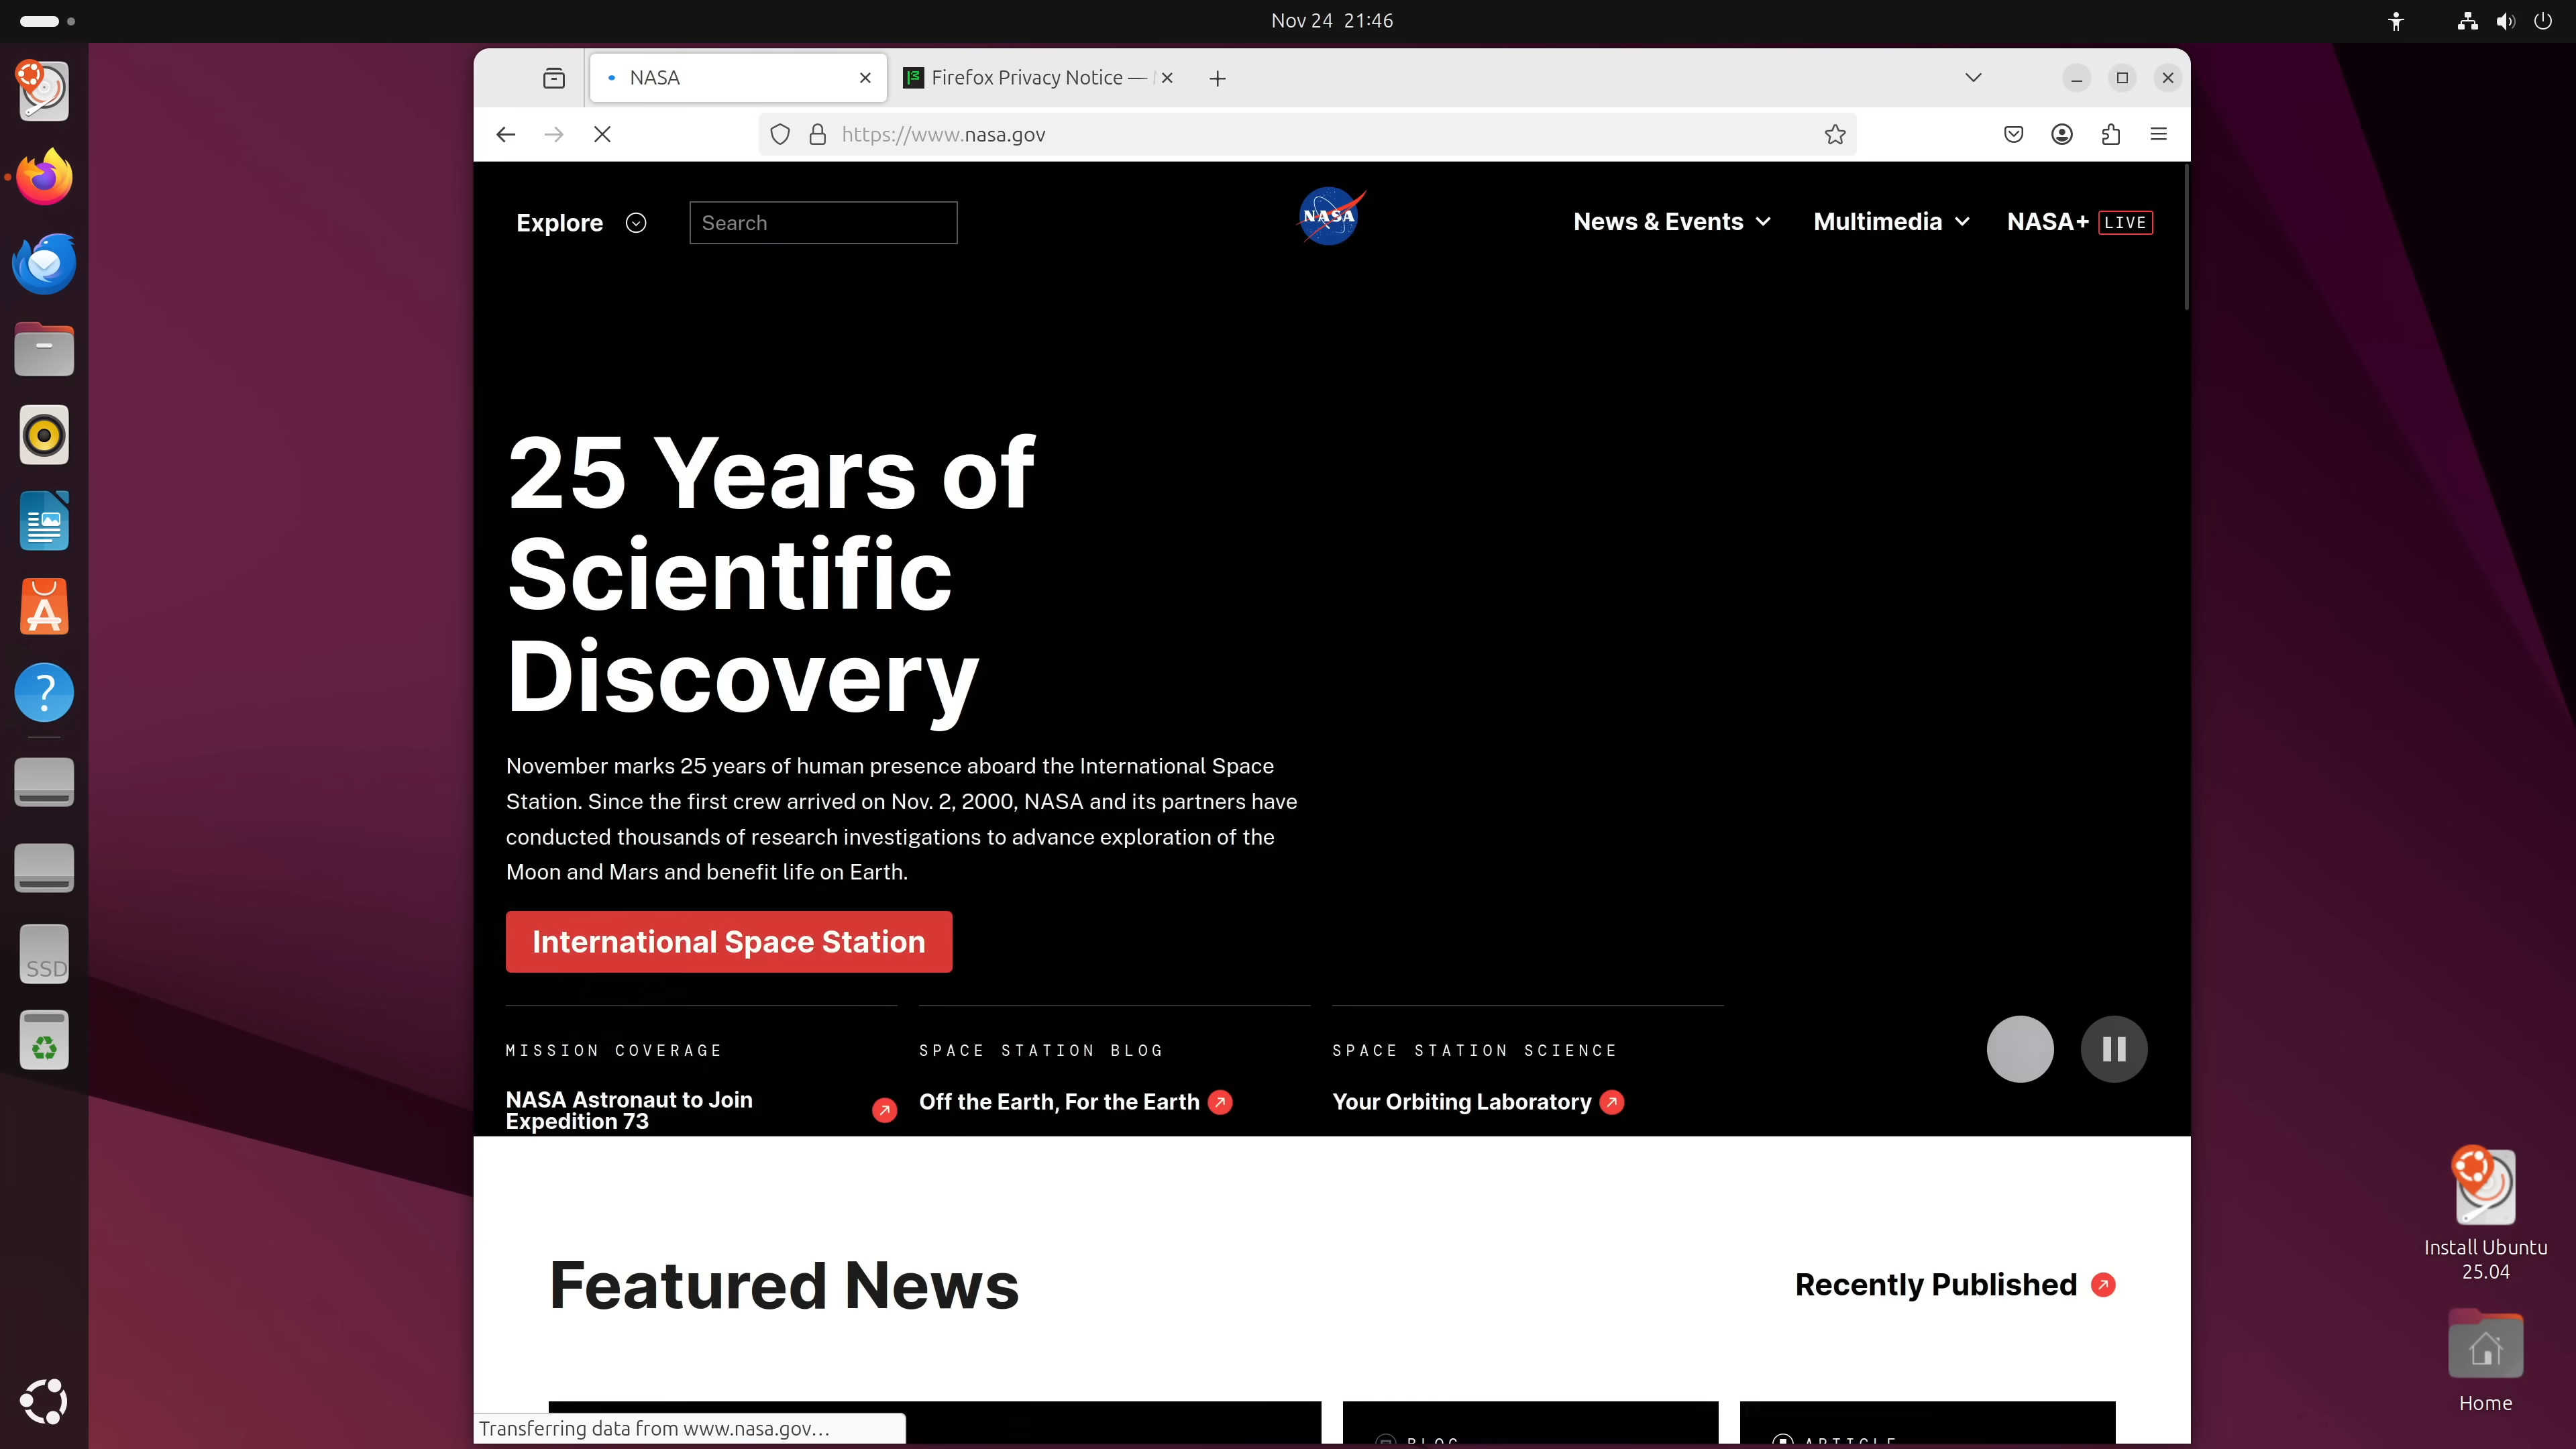 Nov 24 21:46
NASA
Firefox Privacy Notice —
https://www.nasa.gov
Explore
Search
NASA
News & Events
Multimedia
NASA+ LIVE
25 Years of
Scientific
Discovery
November marks 25 years of human presence aboard the International Space
Station. Since the first crew arrived on Nov. 2, 2000, NASA and its partners have
conducted thousands of research investigations to advance exploration of the
Moon and Mars and benefit life on Earth.
International Space Station
MISSION COVERAGE
NASA Astronaut to Join
Expedition 73
SPACE STATION BLOG
Off the Earth, For the Earth
SPACE STATION SCIENCE
Your Orbiting Laboratory
Featured News
Recently Published
BLOG
ARTICLE
Transferring data from www.nasa.gov…
SSD
Install Ubuntu
25.04
Home